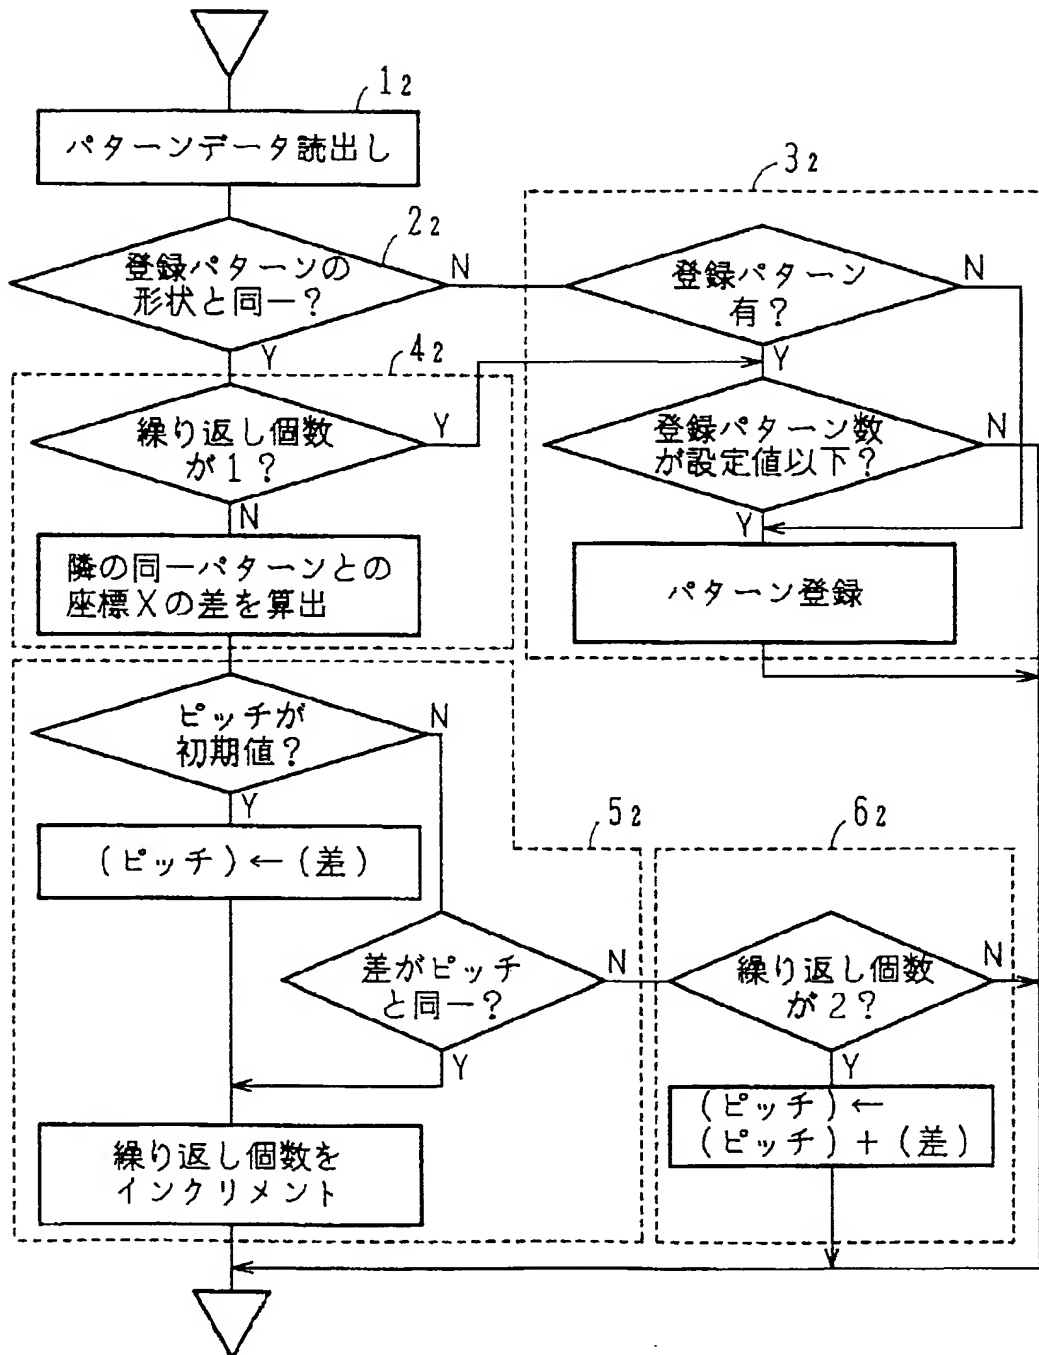 1₂
パターンデータ読出し
2₂
登録パターンの
形状と同一?
N
Y
3₂
登録パターン
有?
N
Y
4₂
繰り返し個数
が1?
Y
N
登録パターン数
が設定値以下?
N
Y
隣の同一パターンとの
座標Xの差を算出
パターン登録
ピッチが
初期値?
N
Y
5₂
(ピッチ)←(差)
差がピッチ
と同一?
N
Y
6₂
繰り返し個数
が2?
N
Y
(ピッチ)←
(ピッチ)+(差)
繰り返し個数を
インクリメント